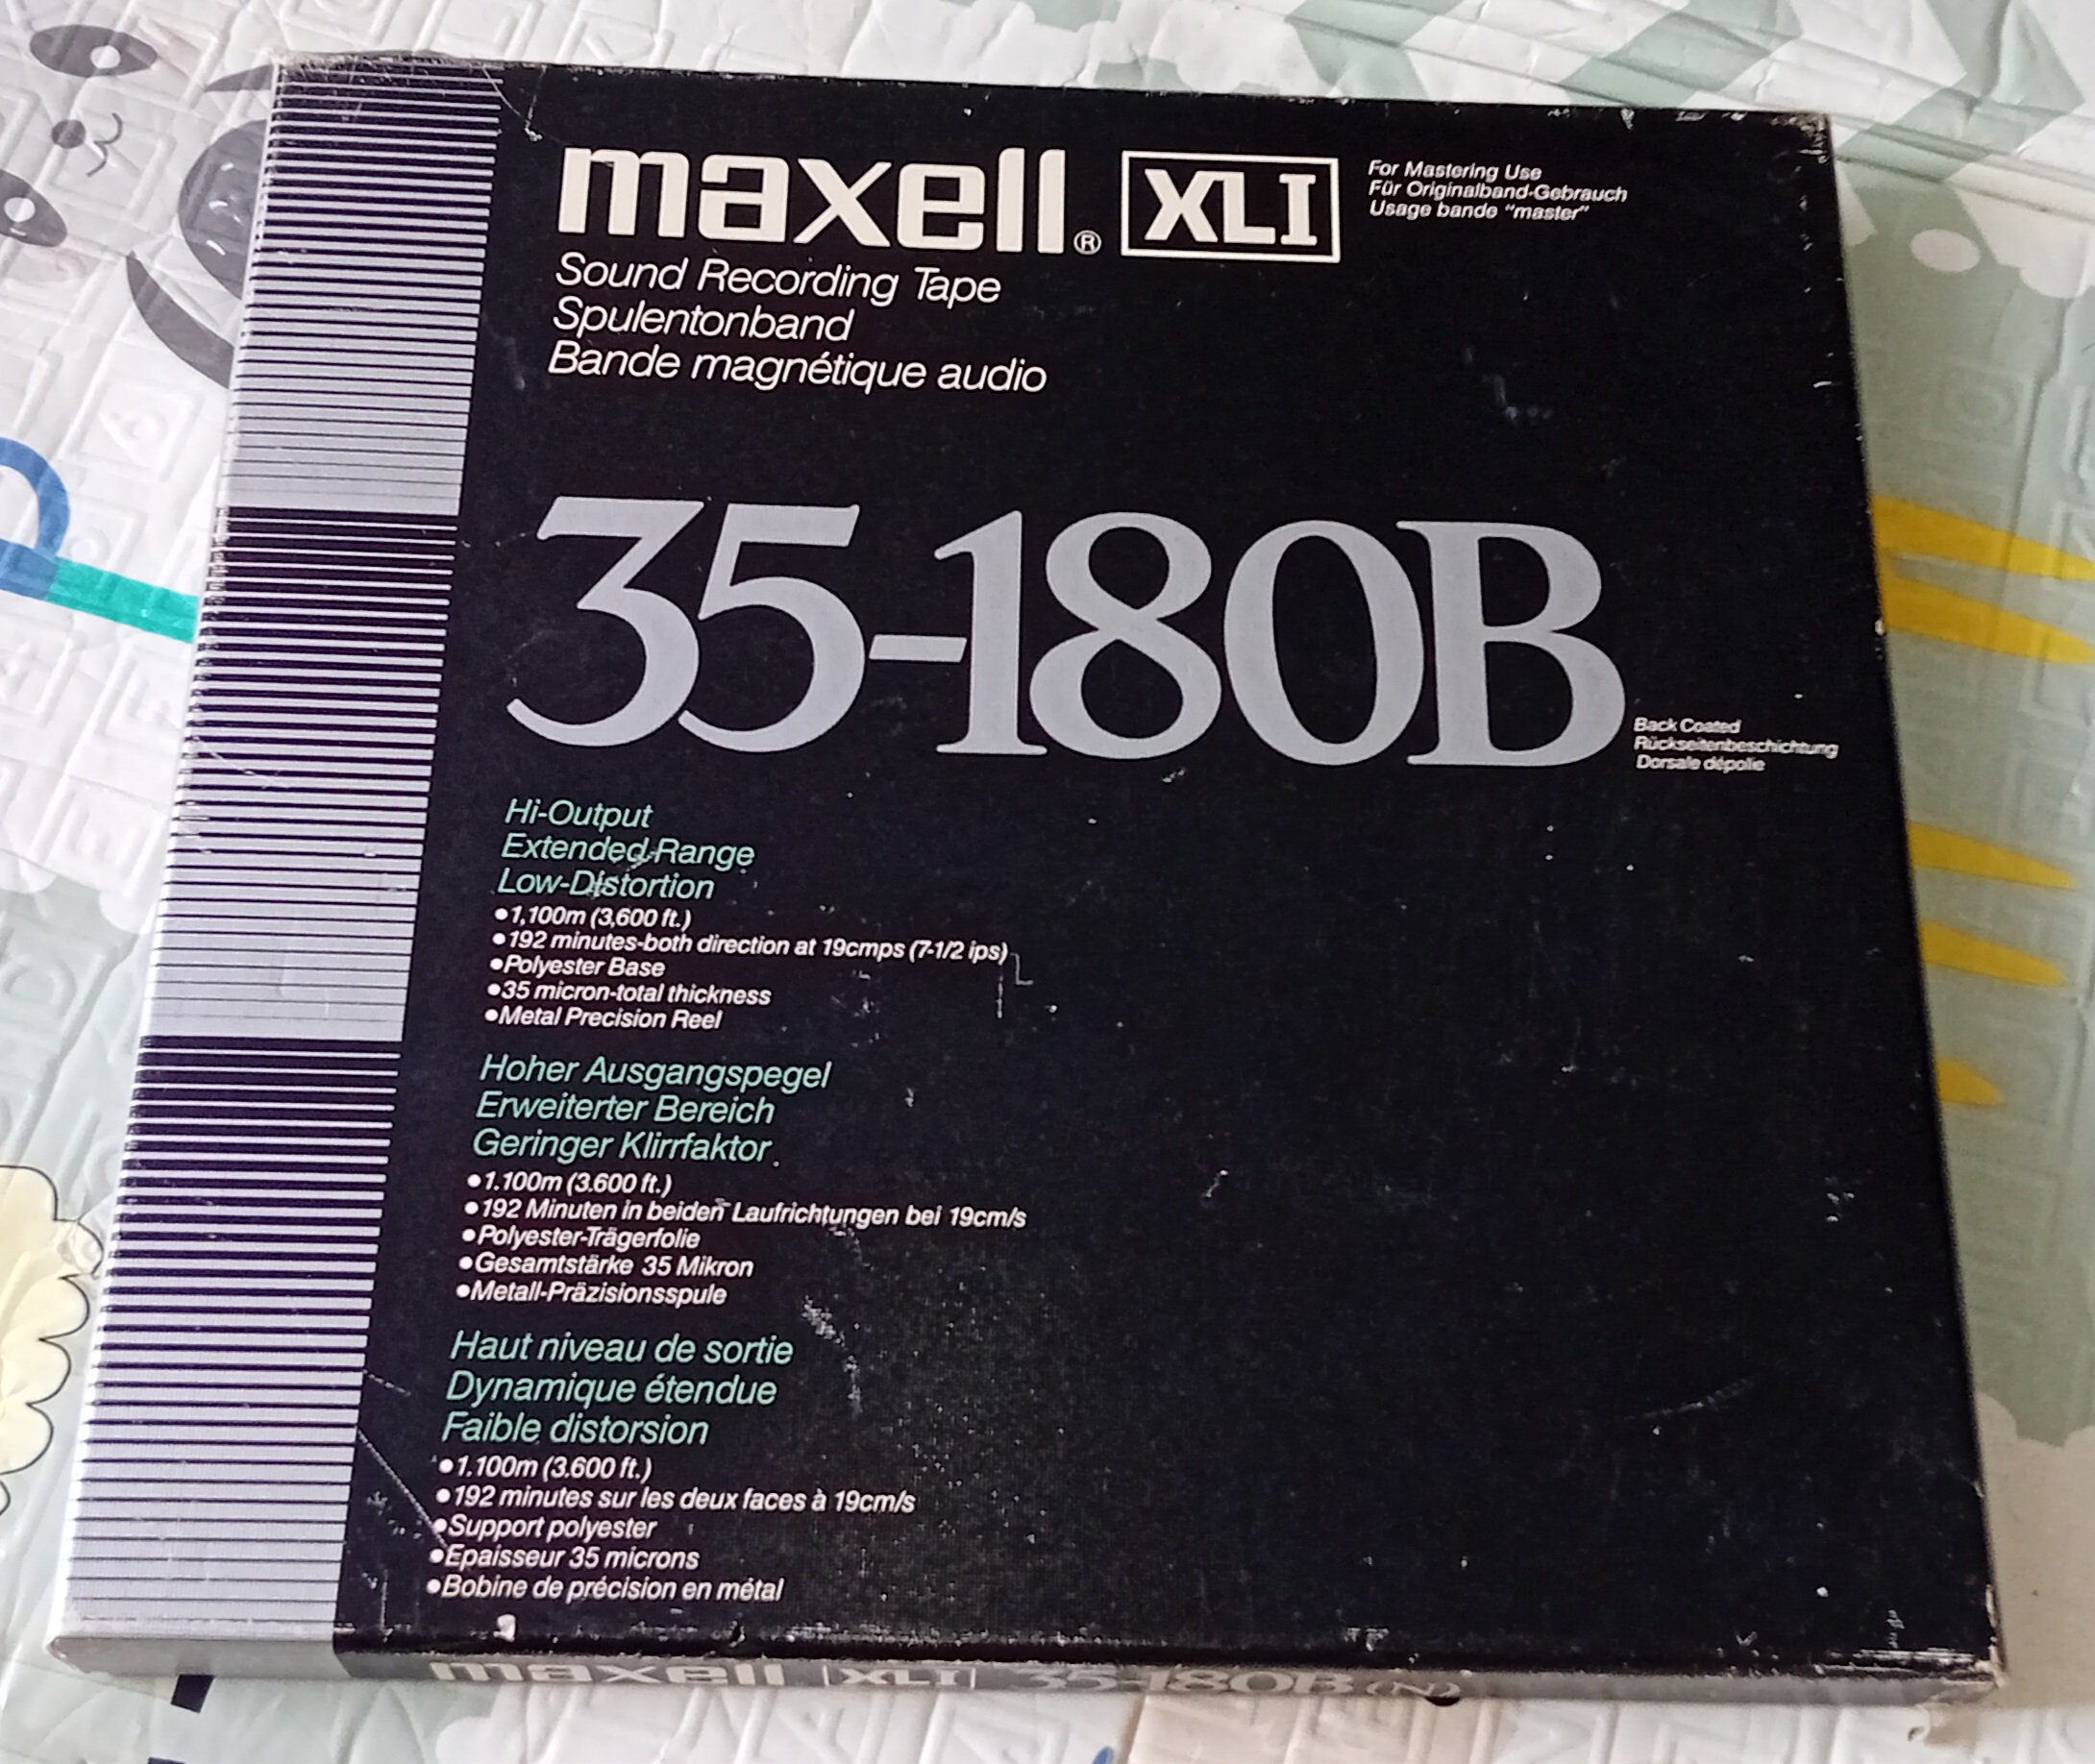 maxell® XLI
For Mastering Use
Für Originalband-Gebrauch
Usage bande "master"
Sound Recording Tape
Spulentonband
Bande magnétique audio
35-180B
Back Coated
Rückseitenbeschichtung
Dorsale dépolie
Hi-Output
Extended-Range
Low-Distortion
•1,100m (3,600 ft.)
•192 minutes-both direction at 19cmps (7-1/2 ips)
•Polyester Base
•35 micron-total thickness
•Metal Precision Reel
Hoher Ausgangspegel
Erweiterter Bereich
Geringer Klirrfaktor
•1.100m (3.600 ft.)
•192 Minuten in beiden Laufrichtungen bei 19cm/s
•Polyester-Trägerfolie
•Gesamtstärke 35 Mikron
•Metall-Präzisionsspule
Haut niveau de sortie
Dynamique étendue
Faible distorsion
•1.100m (3.600 ft.)
•192 minutes sur les deux faces à 19cm/s
•Support polyester
•Epaisseur 35 microns
•Bobine de précision en métal
maxell XLI 35-180B(N)